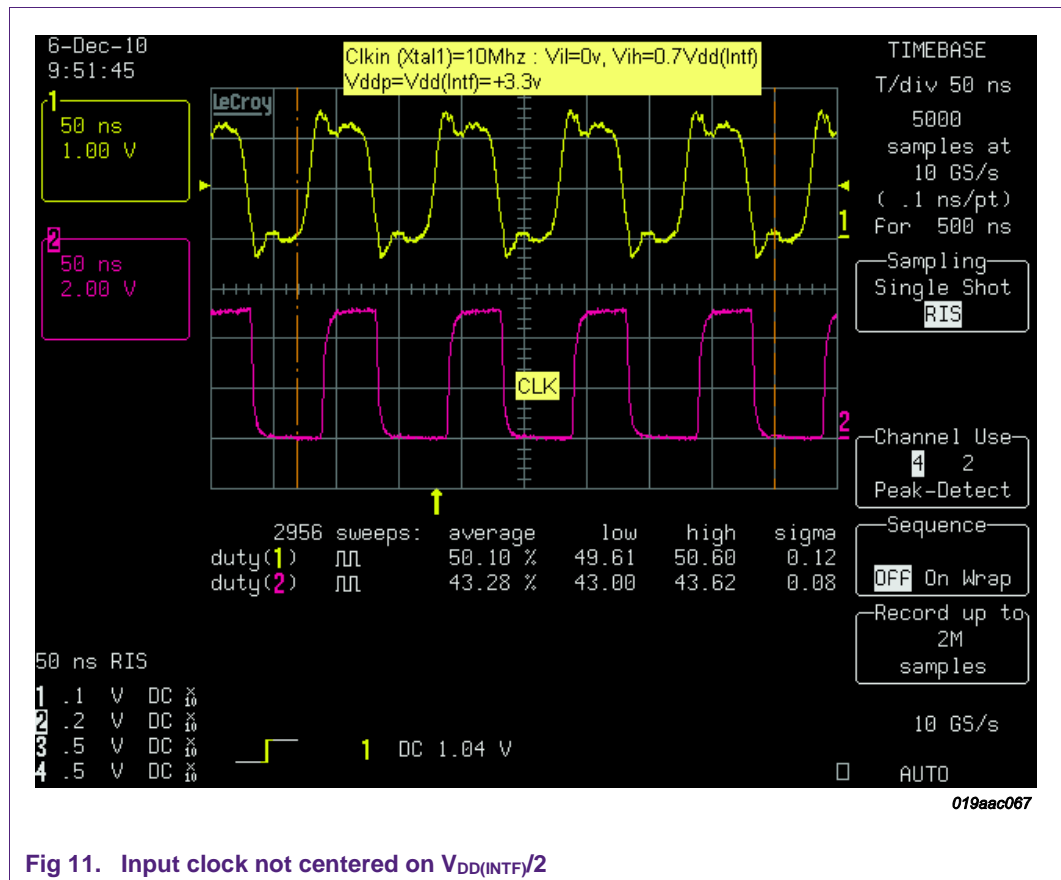 6-Dec-10
9:51:45
Clkin (Xtal1)=10Mhz : Vil=0v, Vih=0.7Vdd(Intf)
Vddp=Vdd(Intf)=+3.3v
TIMEBASE
T/div 50 ns
5000
samples at
10 GS/s
( .1 ns/pt)
For 500 ns
1
50 ns
1.00 V
LeCroy
1
2
50 ns
2.00 V
Sampling
Single Shot
RIS
CLK
2
Channel Use
4 2
Peak-Detect
2956 sweeps: average low high sigma
duty(1) 50.10 % 49.61 50.60 0.12
duty(2) 43.28 % 43.00 43.62 0.08
Sequence
OFF On Wrap
Record up to
2M
samples
50 ns RIS
1 .1 V DC X10
2 .2 V DC X10
3 .5 V DC X10
4 .5 V DC X10
1 DC 1.04 V
10 GS/s
AUTO
019aac067
Fig 11. Input clock not centered on VDD(INTF)/2